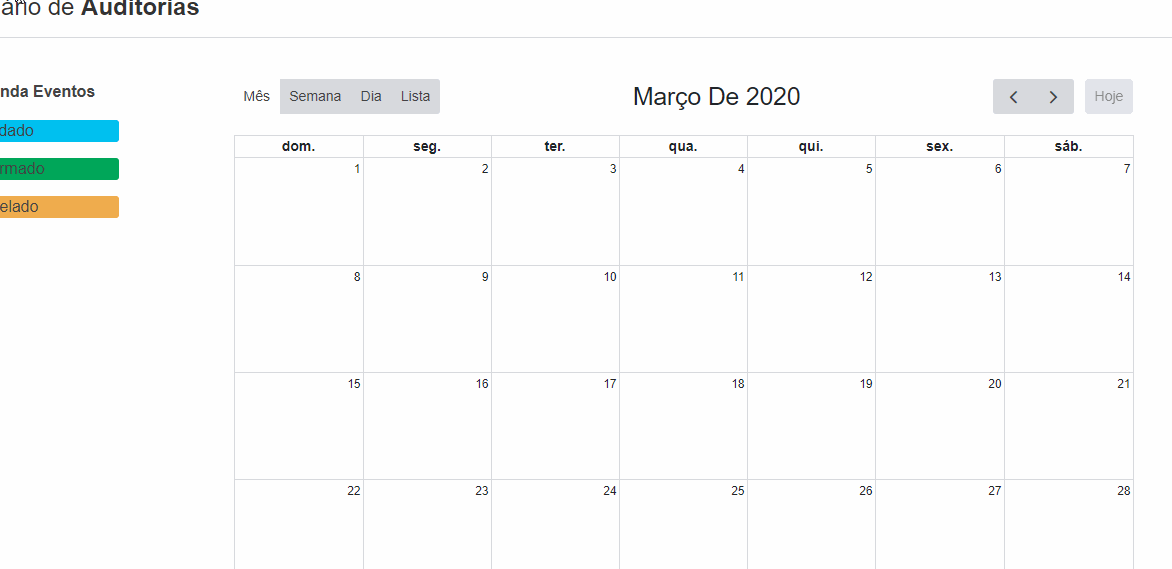 de Auditorias
nda Eventos
dado
rmado
elado
Mês Semana Dia Lista
Março De 2020
Hoje
dom. seg. ter. qua. qui. sex. sáb.
1 2 3 4 5 6 7
8 9 10 11 12 13 14
15 16 17 18 19 20 21
22 23 24 25 26 27 28